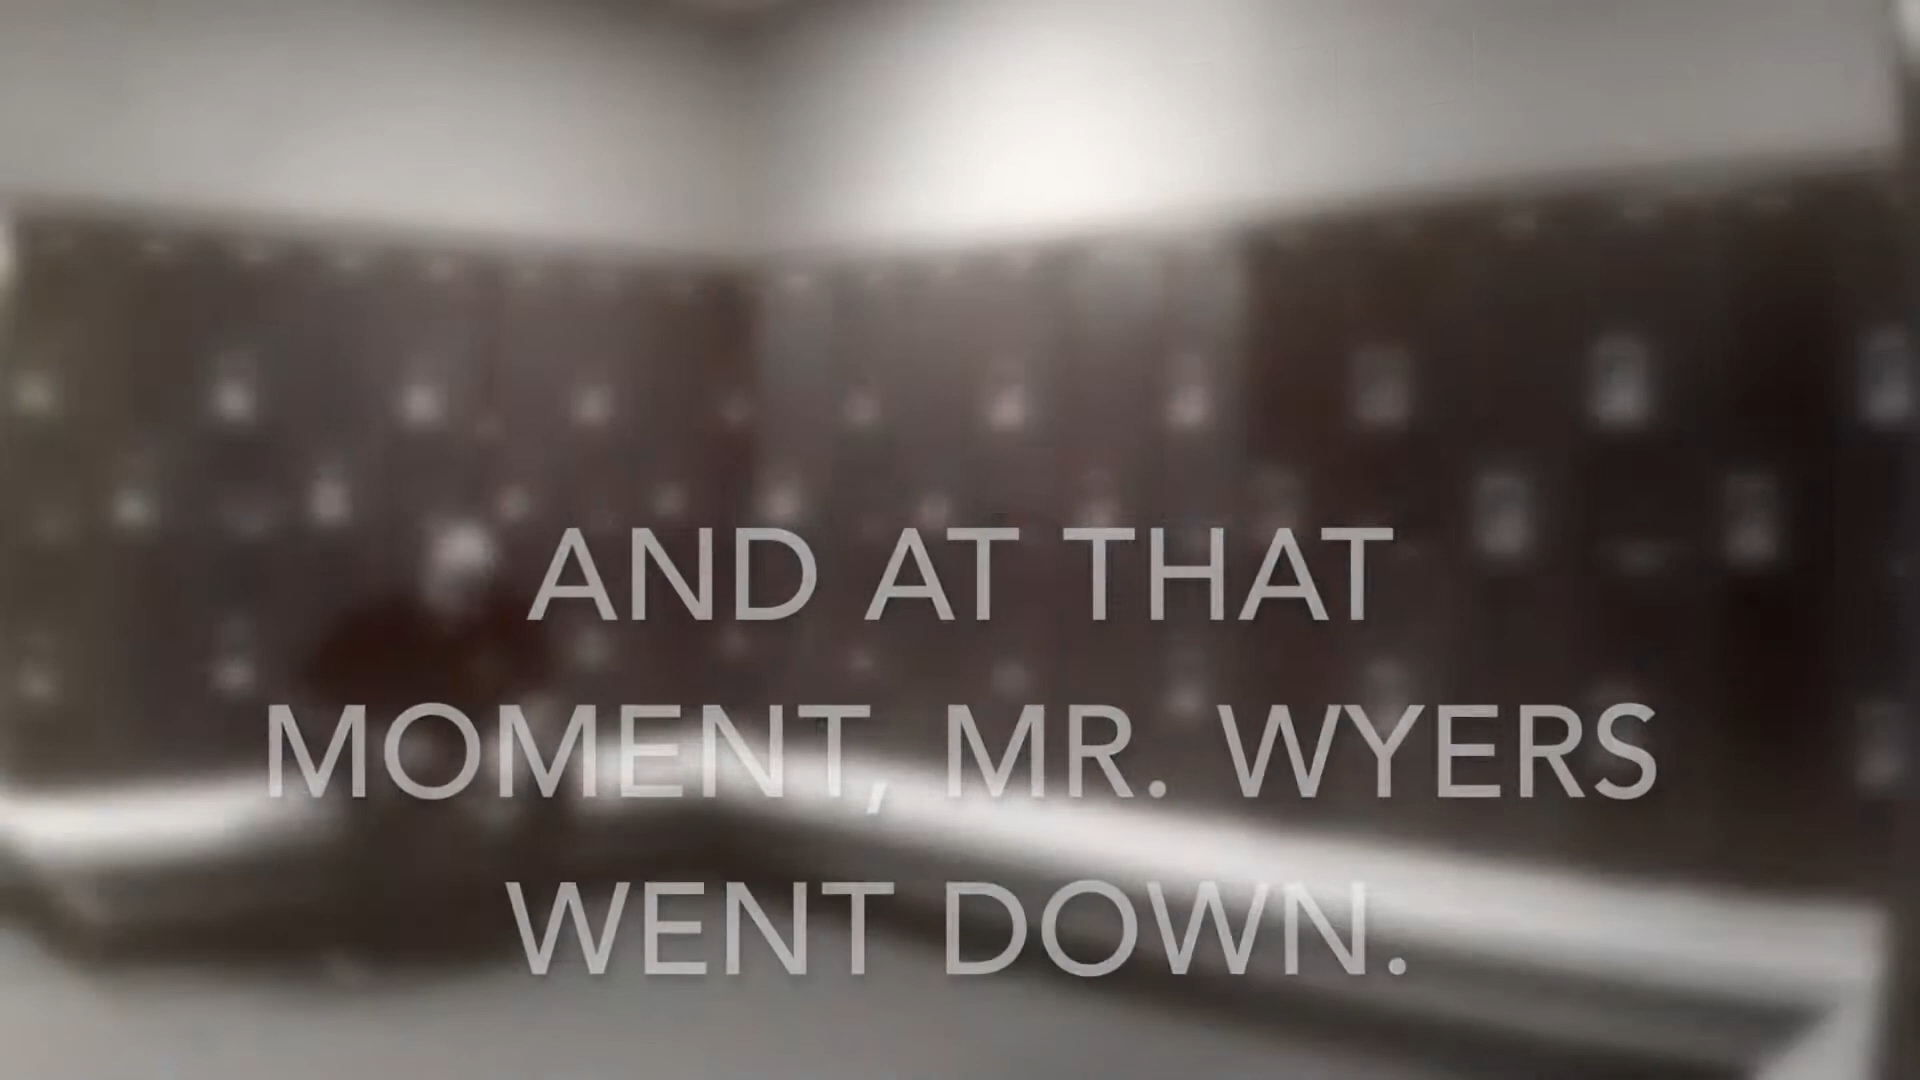 AND AT THAT
MOMENT, MR. WYERS
WENT DOWN.